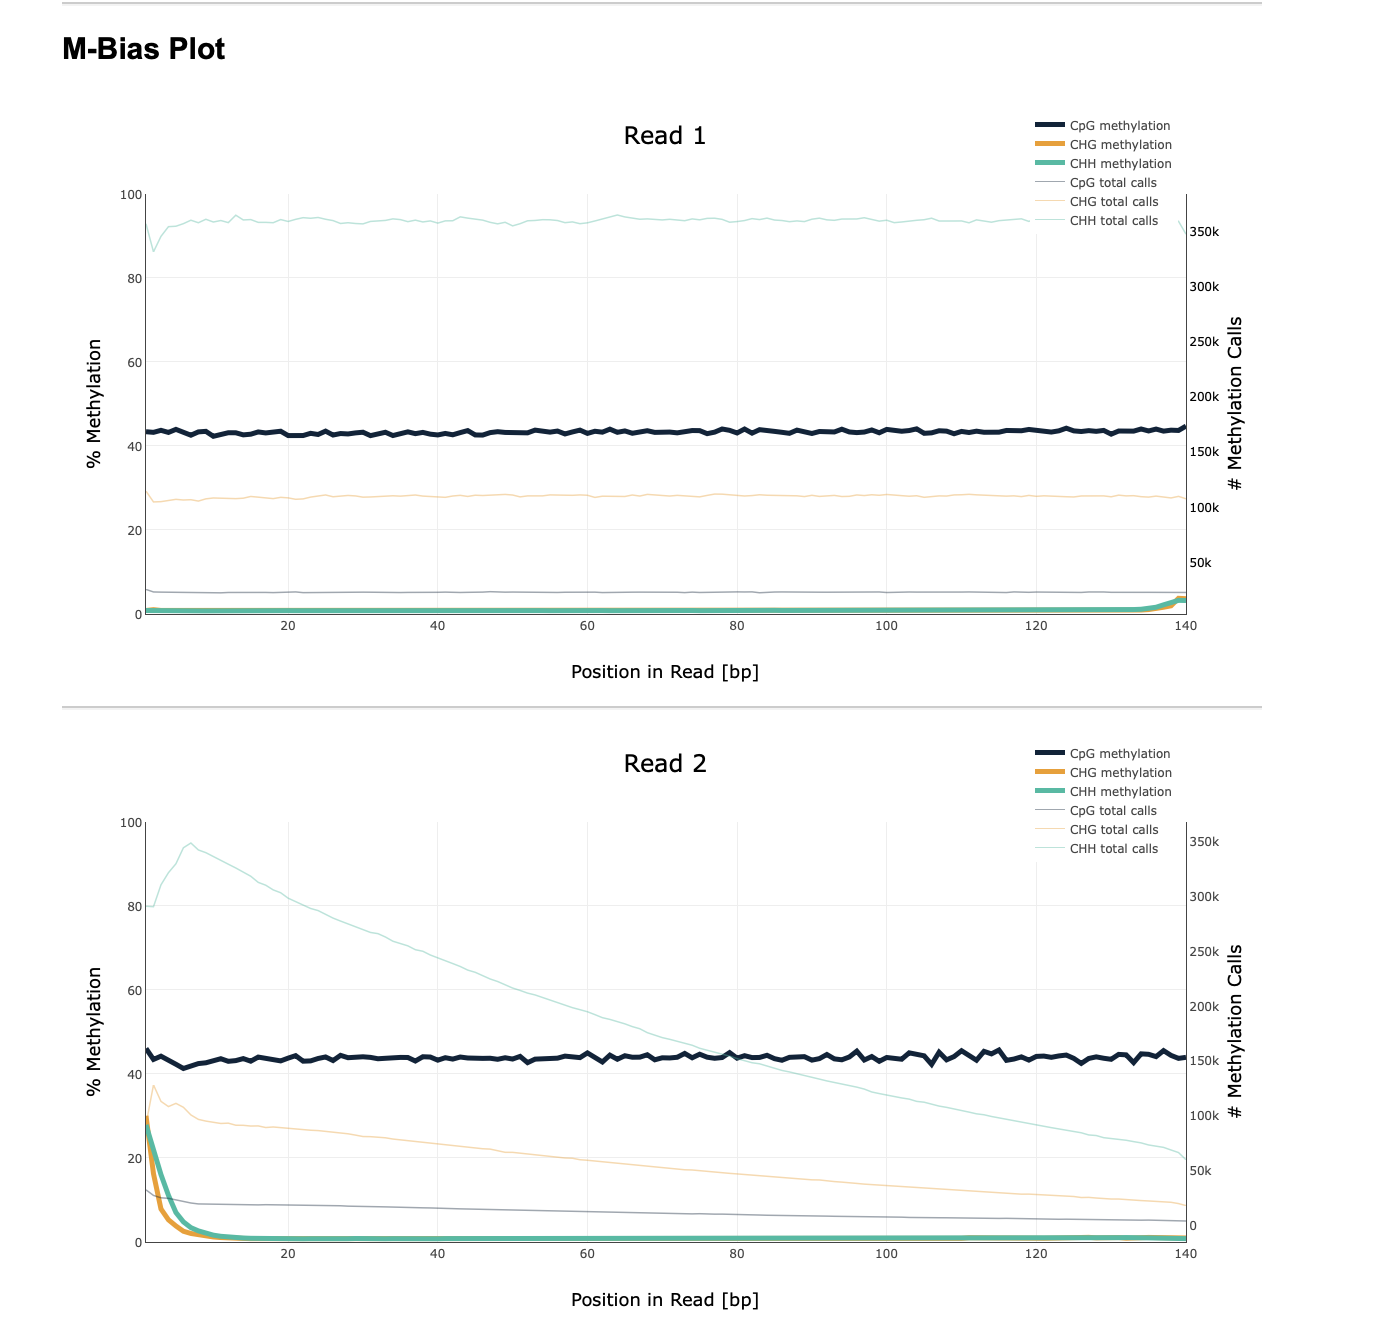 M-Bias Plot
Read 1
CpG methylation
CHG methylation
CHH methylation
CpG total calls
CHG total calls
CHH total calls
100
80
60
40
20
0
% Methylation
350k
300k
250k
200k
150k
100k
50k
# Methylation Calls
20 40 60 80 100 120 140
Position in Read [bp]
Read 2
CpG methylation
CHG methylation
CHH methylation
CpG total calls
CHG total calls
CHH total calls
100
80
60
40
20
0
% Methylation
350k
300k
250k
200k
150k
100k
50k
0
# Methylation Calls
20 40 60 80 100 120 140
Position in Read [bp]